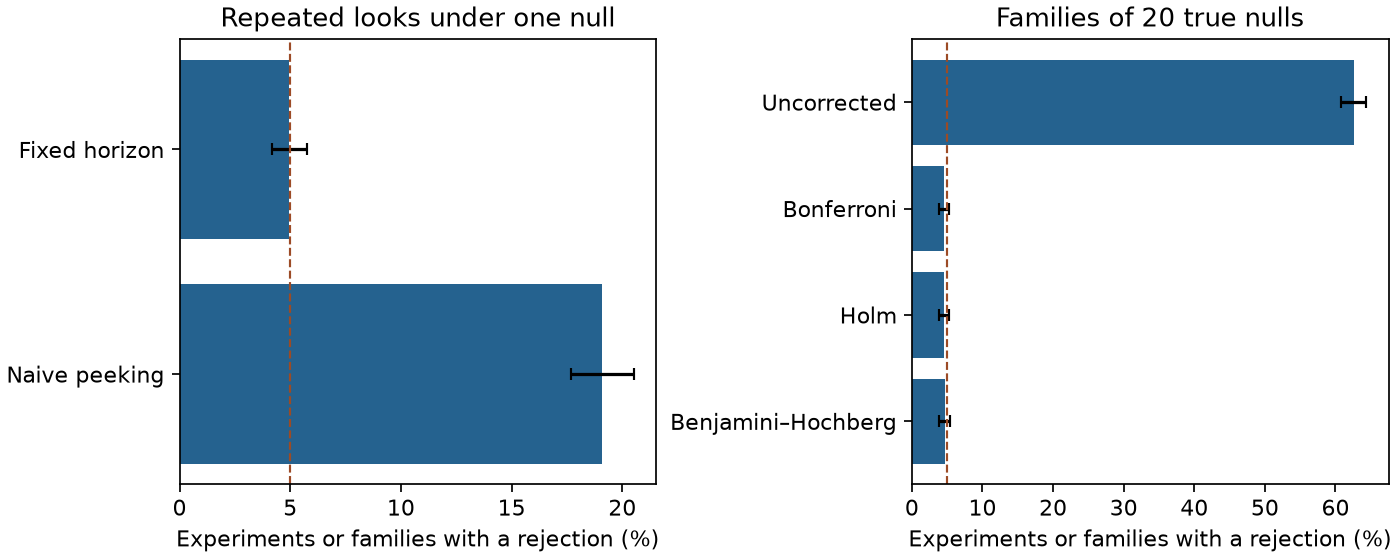 Repeated looks under one null
Fixed horizon
Naive peeking
0 5 10 15 20
Experiments or families with a rejection (%)
Families of 20 true nulls
Uncorrected
Bonferroni
Holm
Benjamini–Hochberg
0 10 20 30 40 50 60
Experiments or families with a rejection (%)